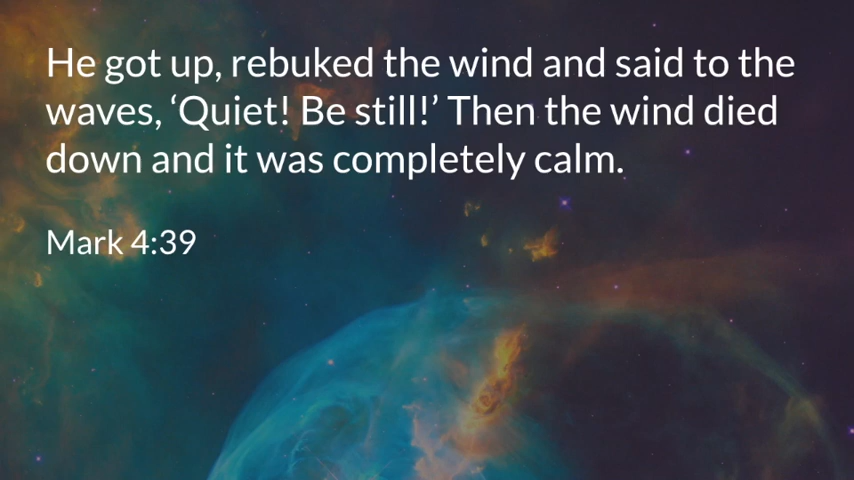 He got up, rebuked the wind and said to the
waves, ‘Quiet! Be still!’ Then the wind died
down and it was completely calm.
Mark 4:39